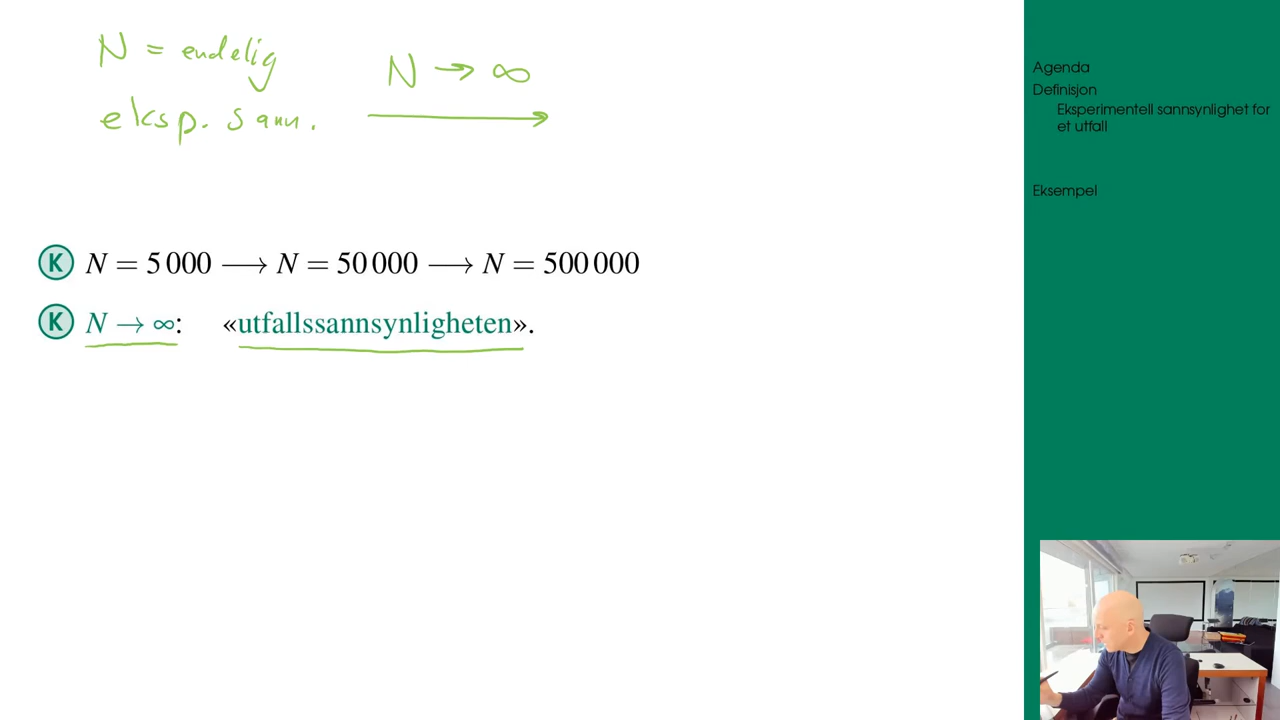 N = endelig
N → ∞
eksp. sann.
K N = 5 000 ⟶ N = 50 000 ⟶ N = 500 000
K N → ∞: «utfallssannsynligheten».
Agenda
Definisjon
Eksperimentell sannsynlighet for
et utfall
Eksempel